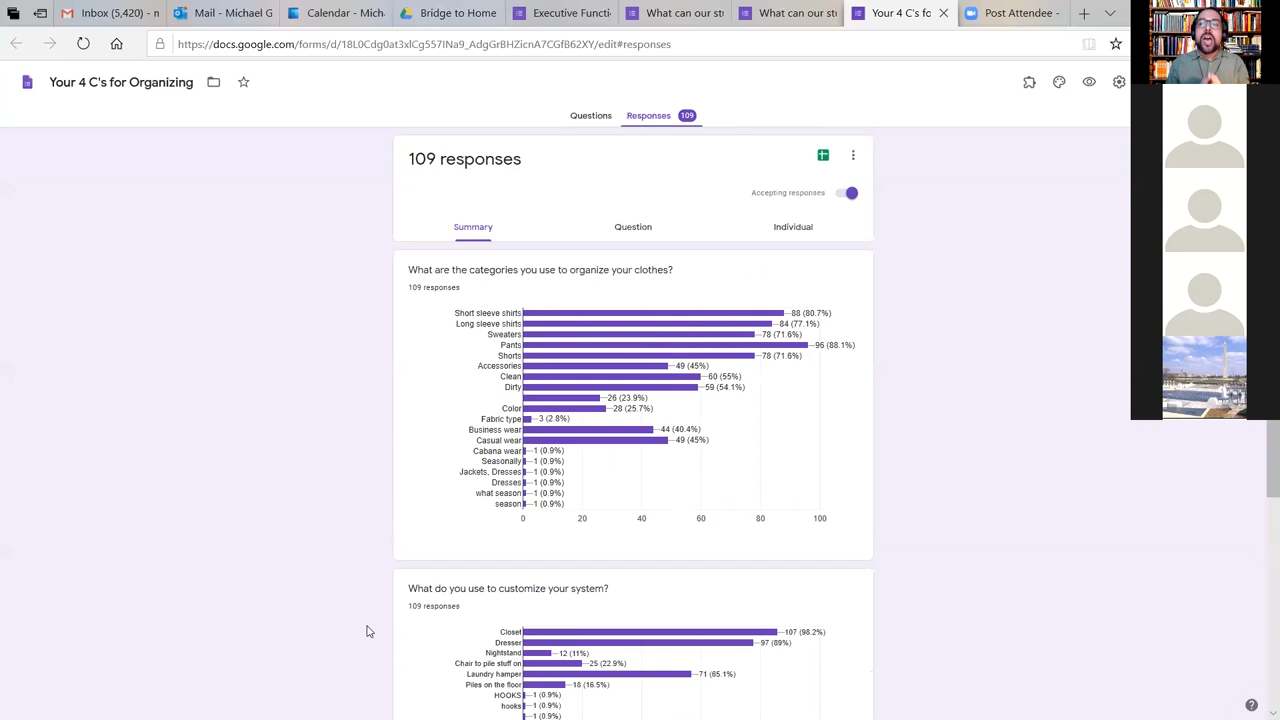 Inbox (5,420)
Mail - Michael
Mail - Mic
Bridging
Executive Functi
What can our
What can our st
Your 4 C's for
Post Atten
https://docs.google.com/forms/d/
/edit#responses
Your 4 C's for Organizing
Questions
Responses 109
109 responses
Accepting responses
Summary
Question
Individual
What are the categories you use to organize your clothes?
109 responses
Short sleeve shirts 88 (80.7%)
Long sleeve shirts 84 (77.1%)
Sweaters 78 (71.6%)
Pants 96 (88.1%)
Shorts 78 (71.6%)
Accessories 49 (45%)
Clean 60 (55%)
Dirty 59 (54.1%)
26 (23.9%)
Color 28 (25.7%)
Fabric type 3 (2.8%)
Business wear 44 (40.4%)
Casual wear 49 (45%)
Cabana wear 1 (0.9%)
Seasonally 1 (0.9%)
Jackets, Dresses 1 (0.9%)
Dresses 1 (0.9%)
what season 1 (0.9%)
season 1 (0.9%)
0 20 40 60 80 100
What do you use to customize your system?
109 responses
Closet 107 (98.2%)
Dresser 97 (89%)
Nightstand 12 (11%)
Chair to pile stuff on 25 (22.9%)
Laundry hamper 71 (65.1%)
Piles on the floor 18 (16.5%)
HOOKS 1 (0.9%)
hooks 1 (0.9%)
1 (0.9%)